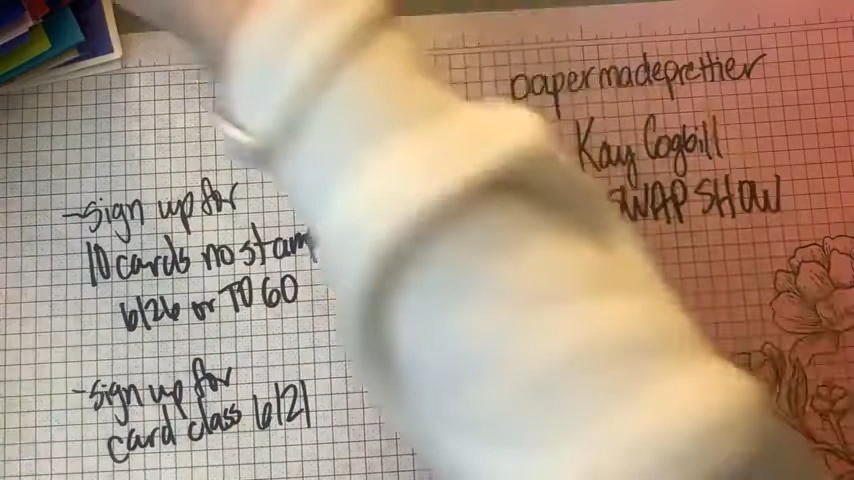 papermadeprettier
Kay Cogbill
SWAP SHOW
-sign up for
10 cards no stam
6/26 or TO GO
-sign up for
card class 6/21